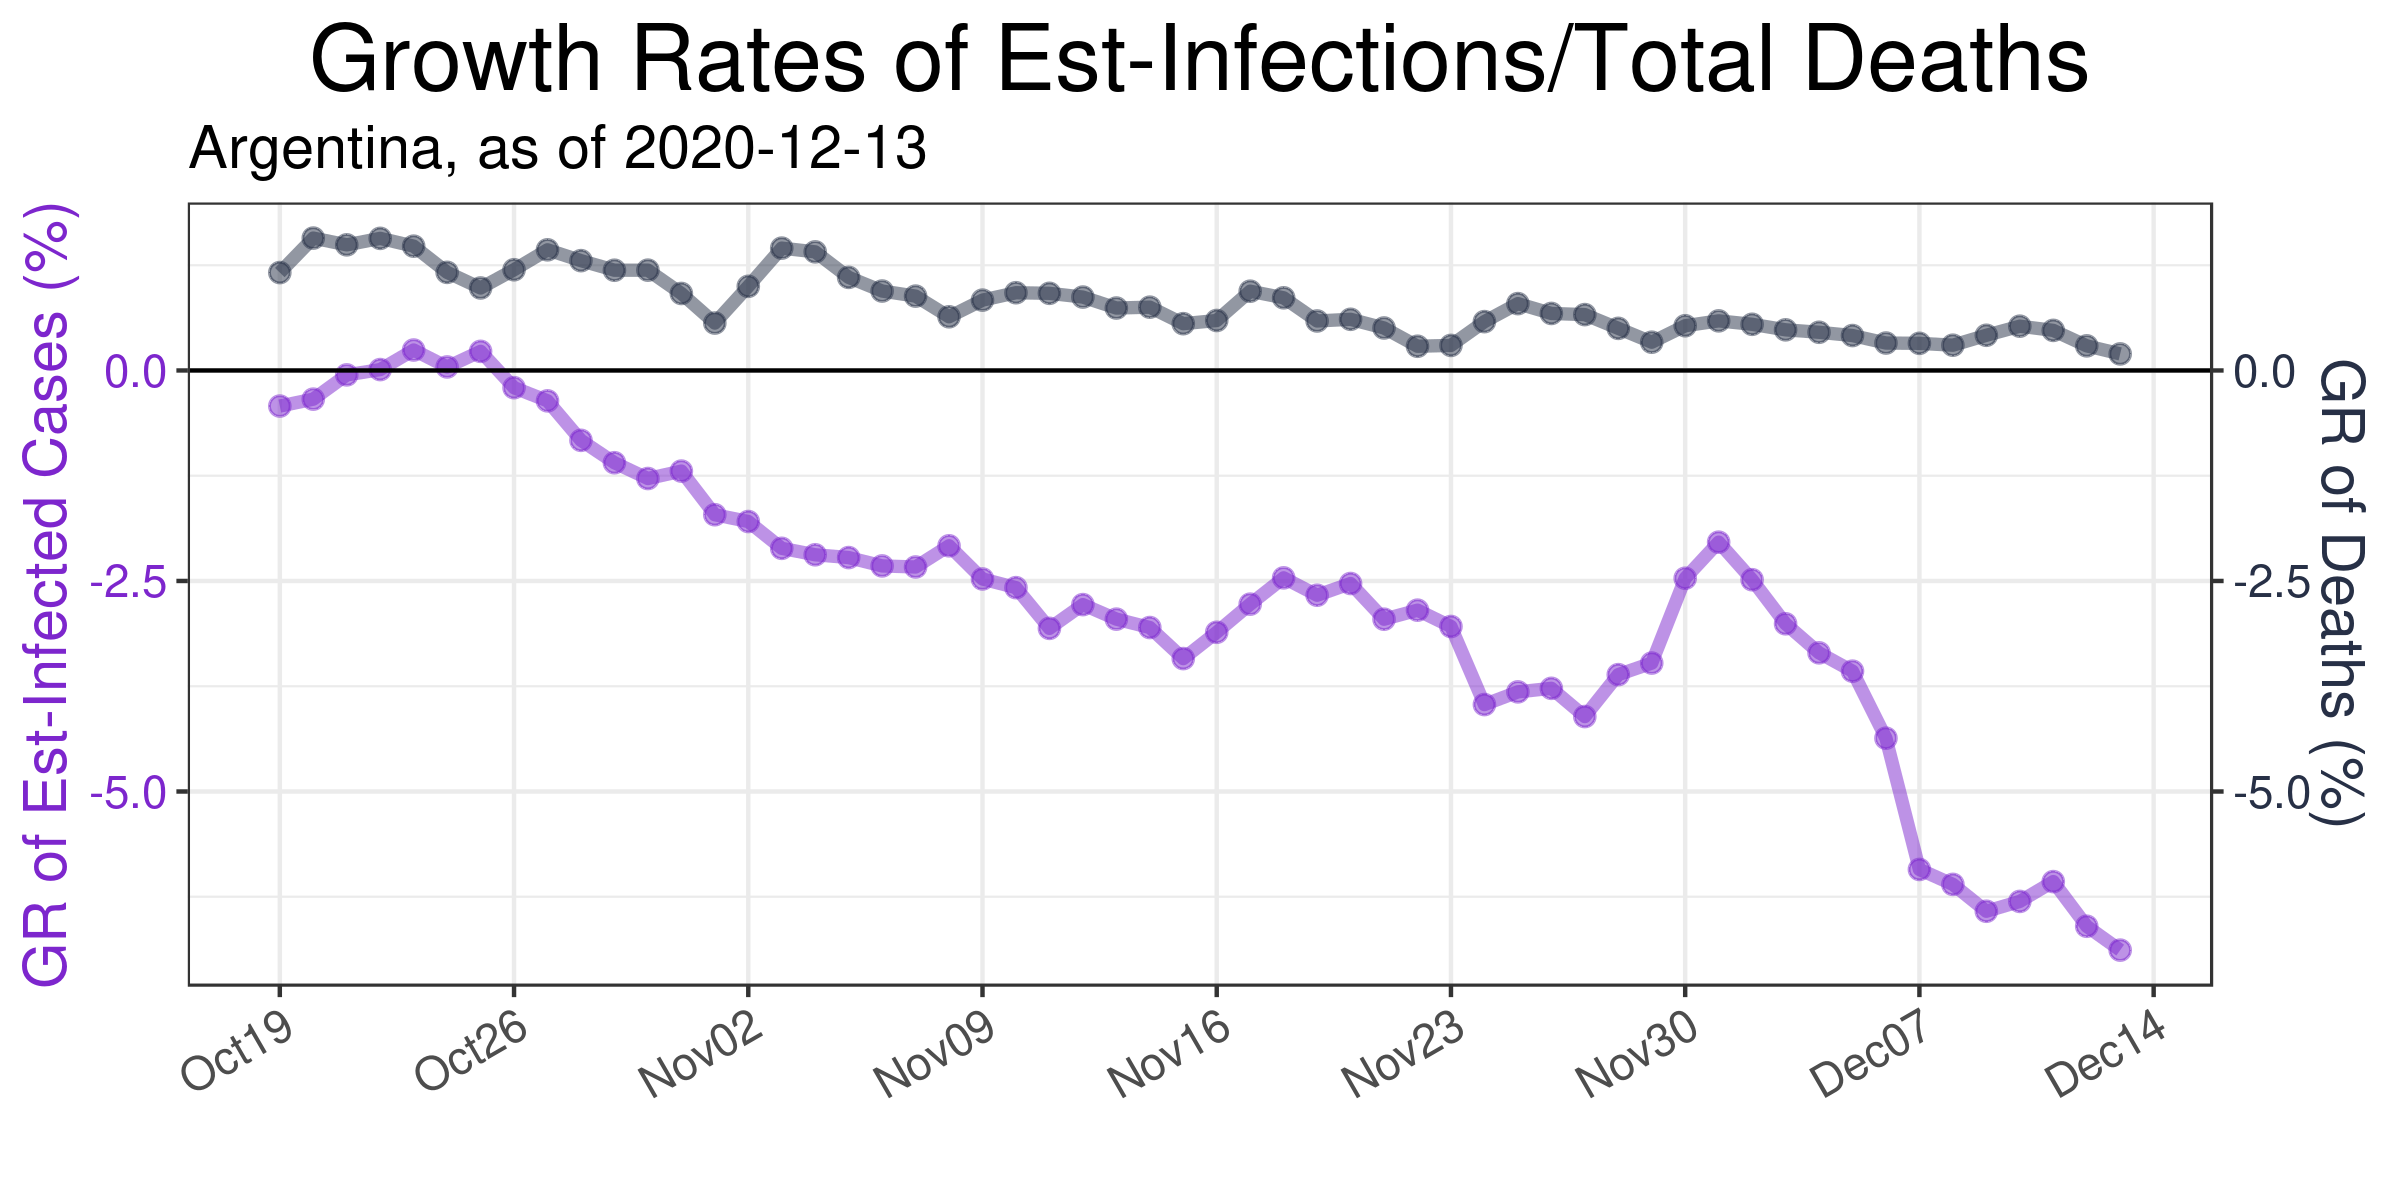 Growth Rates of Est-Infections/Total Deaths
Argentina, as of 2020-12-13
GR of Est-Infected Cases (%)
0.0
-2.5
-5.0
0.0
-2.5
-5.0
GR of Deaths (%)
Oct19
Oct26
Nov02
Nov09
Nov16
Nov23
Nov30
Dec07
Dec14